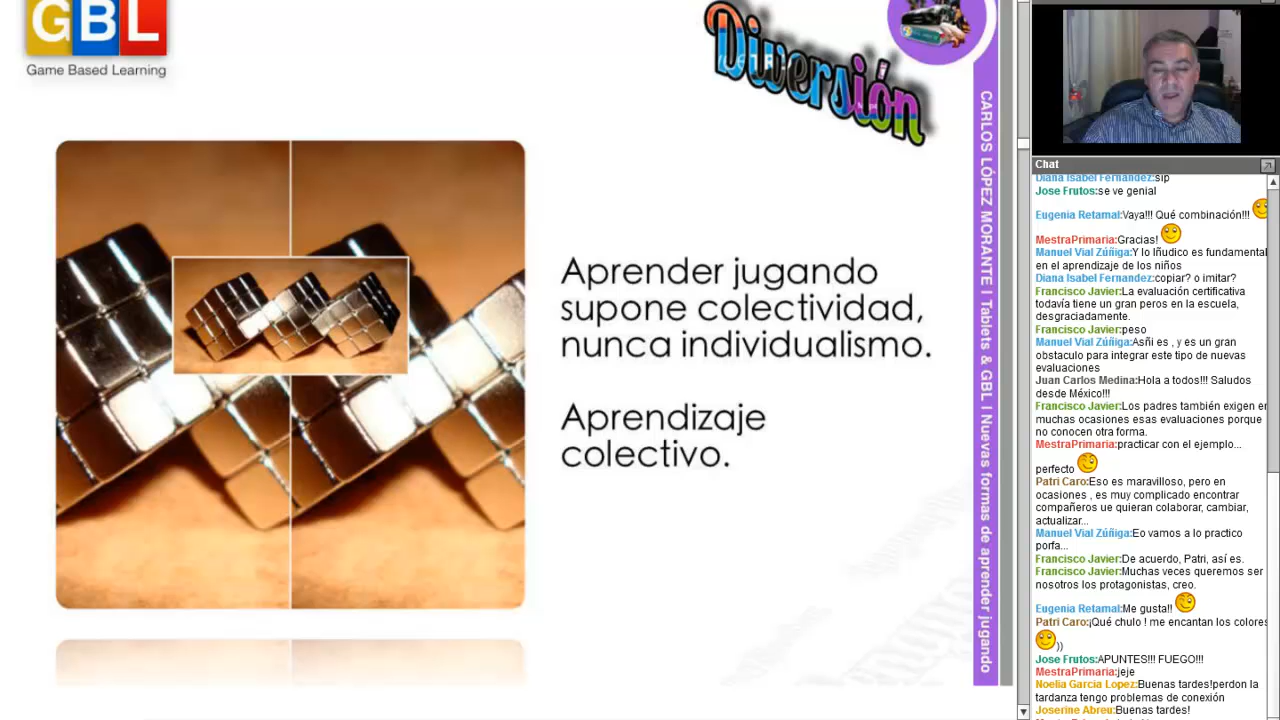 GBL
Game Based Learning
Diversión
Aprender jugando
supone colectividad,
nunca individualismo.
Aprendizaje
colectivo.
CARLOS LÓPEZ MORANTE | Tablets & GBL | Nuevas formas de aprender jugando
Chat
Diana Isabel Fernandez:sip
Jose Frutos:se ve genial
Eugenia Retamal:Vaya!!! Qué combinación!!!
MestraPrimaria:Gracias!
Manuel Vial Zúñiga:Y lo lñudico es fundamental
en el aprendizaje de los niños
Diana Isabel Fernandez:copiar? o imitar?
Francisco Javier:La evaluación certificativa
todavía tiene un gran peros en la escuela,
desgraciadamente.
Francisco Javier:peso
Manuel Vial Zúñiga:Asñi es , y es un gran
obstaculo para integrar este tipo de nuevas
evaluaciones
Juan Carlos Medina:Hola a todos!!! Saludos
desde México!!!
Francisco Javier:Los padres también exigen en
muchas ocasiones esas evaluaciones porque
no conocen otra forma.
MestraPrimaria:practicar con el ejemplo...
perfecto
Patri Caro:Eso es maravilloso, pero en
ocasiones , es muy complicado encontrar
compañeros ue quieran colaborar, cambiar,
actualizar...
Manuel Vial Zúñiga:Eo vamos a lo practico
porfa...
Francisco Javier:De acuerdo, Patri, así es.
Francisco Javier:Muchas veces queremos ser
nosotros los protagonistas, creo.
Eugenia Retamal:Me gusta!!
Patri Caro:¡Qué chulo ! me encantan los colores
))
Jose Frutos:APUNTES!!! FUEGO!!!
MestraPrimaria:jeje
Noelia Garcia Lopez:Buenas tardes!perdon la
tardanza tengo problemas de conexión
Joserine Abreu:Buenas tardes!